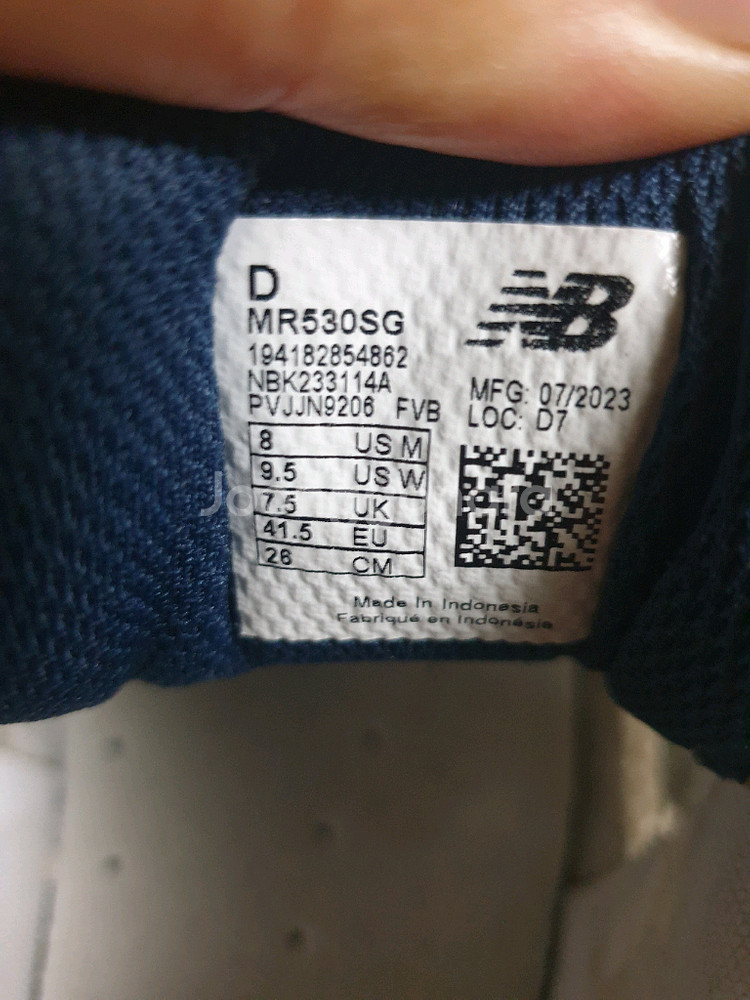 D
MR530SG
194182854862
NBK233114A
PVJJN9206 FVB
NB
MFG: 07/2023
LOC: D7
8 US M
9.5 US W
7.5 UK
41.5 EU
26 CM
Made In Indonesia
Fabriqué en Indonésie